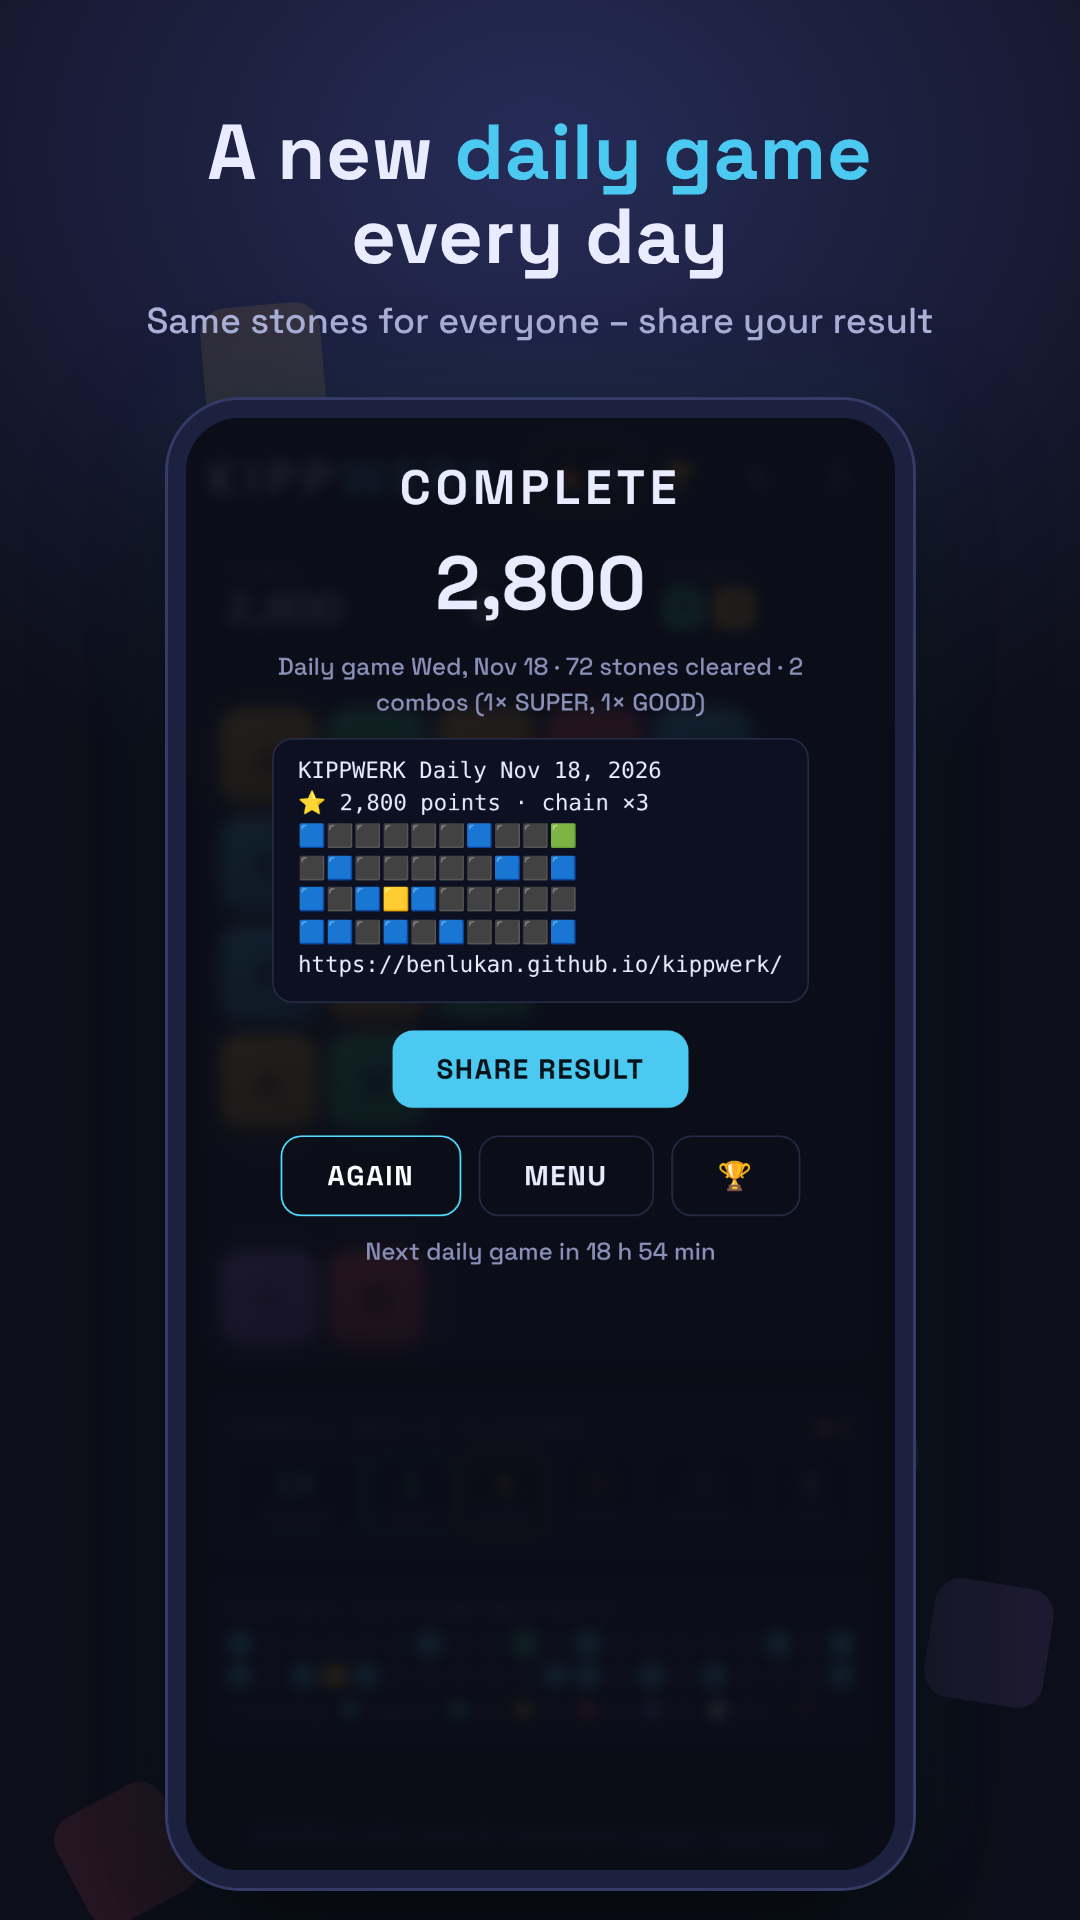 A new daily game
every day
Same stones for everyone – share your result
COMPLETE
2,800
Daily game Wed, Nov 18 · 72 stones cleared · 2
combos (1× SUPER, 1× GOOD)
KIPPWERK Daily Nov 18, 2026
⭐ 2,800 points · chain ×3
🟦⬛⬛⬛⬛⬛🟦⬛⬛🟩
⬛🟦⬛⬛⬛⬛⬛🟦⬛🟦
🟦⬛🟦🟨🟦⬛⬛⬛⬛⬛
🟦🟦⬛🟦⬛🟦⬛⬛⬛🟦
https://benlukan.github.io/kippwerk/
SHARE RESULT
AGAIN MENU 🏆
Next daily game in 18 h 54 min